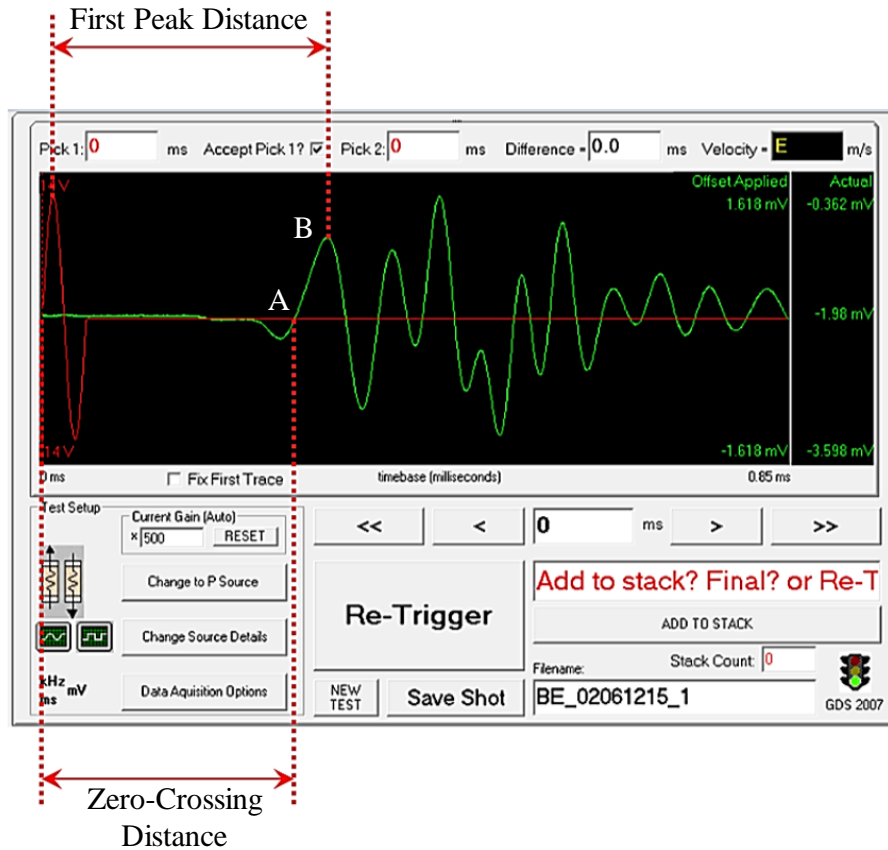 First Peak Distance
Pick 1: 0 ms Accept Pick 1? Pick 2: 0 ms Difference = 0.0 ms Velocity = E m/s
14 V Offset Applied Actual
1.618 mV -0.362 mV
B
A
-1.98 mV
14 V -1.618 mV -3.598 mV
0 ms Fix First Trace timebase (milliseconds) 0.85 ms
Test Setup
Current Gain (Auto)
× 500 RESET
<< < 0 ms > >>
Change to P Source
Re-Trigger
Add to stack? Final? or Re-T
ADD TO STACK
Change Source Details
Stack Count: 0
Filename:
kHz
ms mV
Data Aquisition Options
NEW
TEST
Save Shot
BE_02061215_1
GDS 2007
Zero-Crossing
Distance